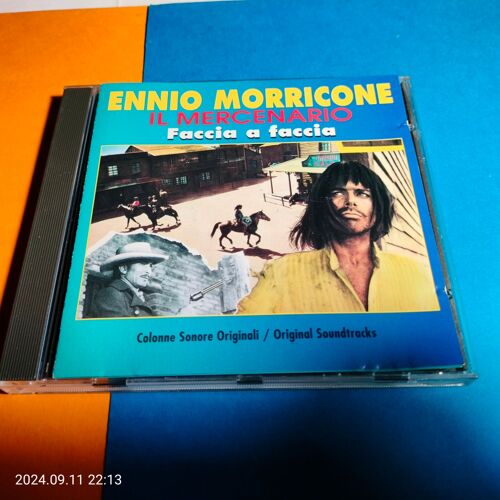 ENNIO MORRICONE
IL MERCENARIO
Faccia a faccia
Colonne Sonore Originali / Original Soundtracks
2024.09.11 22:13